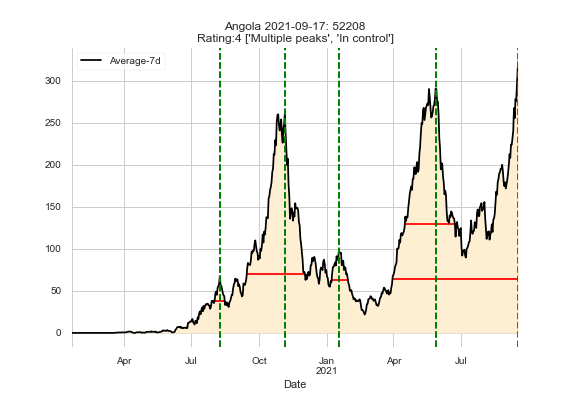 Angola 2021-09-17: 52208
Rating:4 ['Multiple peaks', 'In control']
Average-7d
300
250
200
150
100
50
0
Apr
Jul
Oct
Jan
2021
Apr
Jul
Date